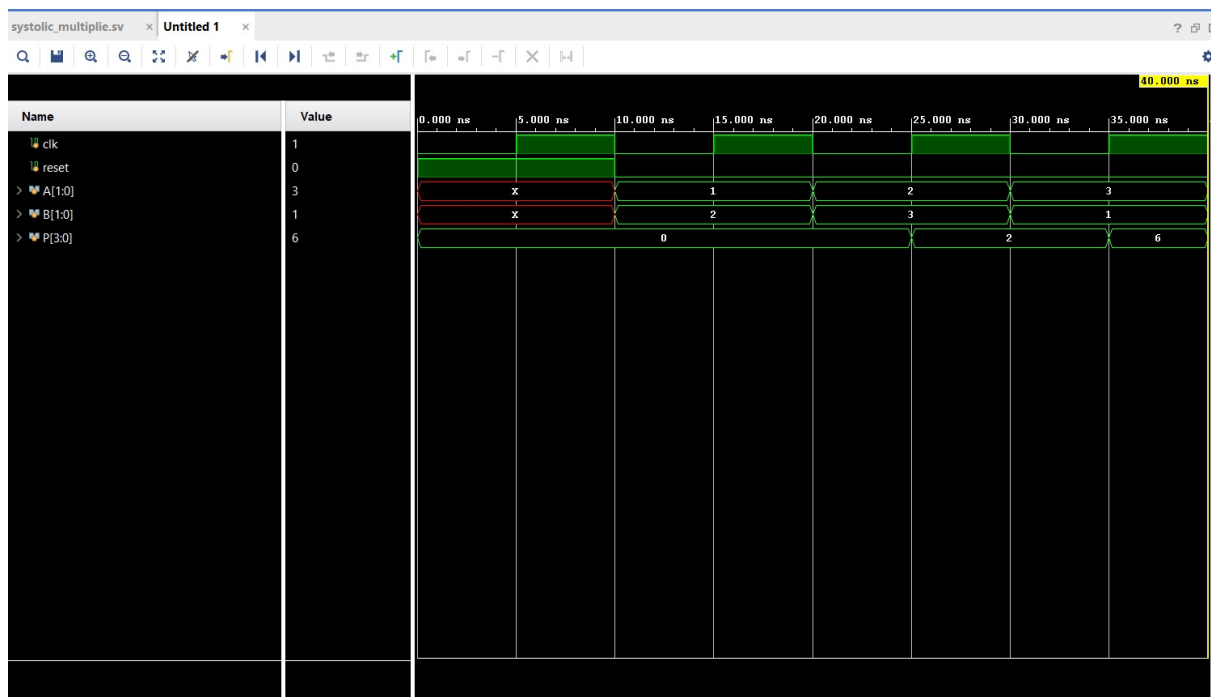 systolic_multiplie.sv × Untitled 1 × ?
40.000 ns
Name Value 0.000 ns 5.000 ns 10.000 ns 15.000 ns 20.000 ns 25.000 ns 30.000 ns 35.000 ns
clk 1
reset 0
A[1:0] 3 X 1 2 3
B[1:0] 1 X 2 3 1
P[3:0] 6 0 2 6